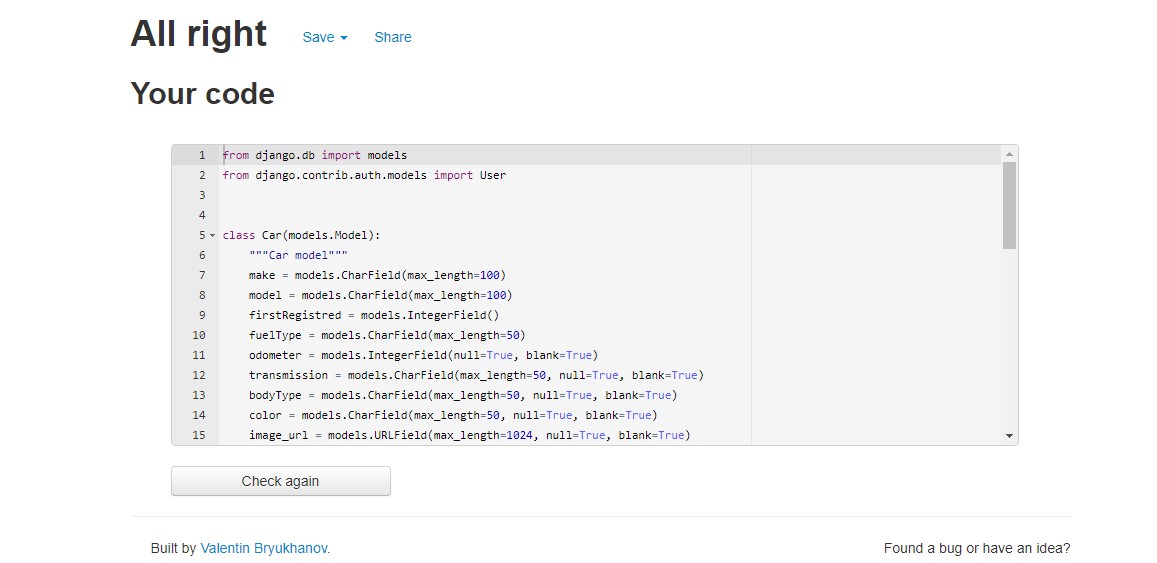 All right Save Share
Your code
1 from django.db import models
2 from django.contrib.auth.models import User
3
4
5 class Car(models.Model):
6 """Car model"""
7 make = models.CharField(max_length=100)
8 model = models.CharField(max_length=100)
9 firstRegistred = models.IntegerField()
10 fuelType = models.CharField(max_length=50)
11 odometer = models.IntegerField(null=True, blank=True)
12 transmission = models.CharField(max_length=50, null=True, blank=True)
13 bodyType = models.CharField(max_length=50, null=True, blank=True)
14 color = models.CharField(max_length=50, null=True, blank=True)
15 image_url = models.URLField(max_length=1024, null=True, blank=True)
Check again
Built by Valentin Bryukhanov. Found a bug or have an idea?